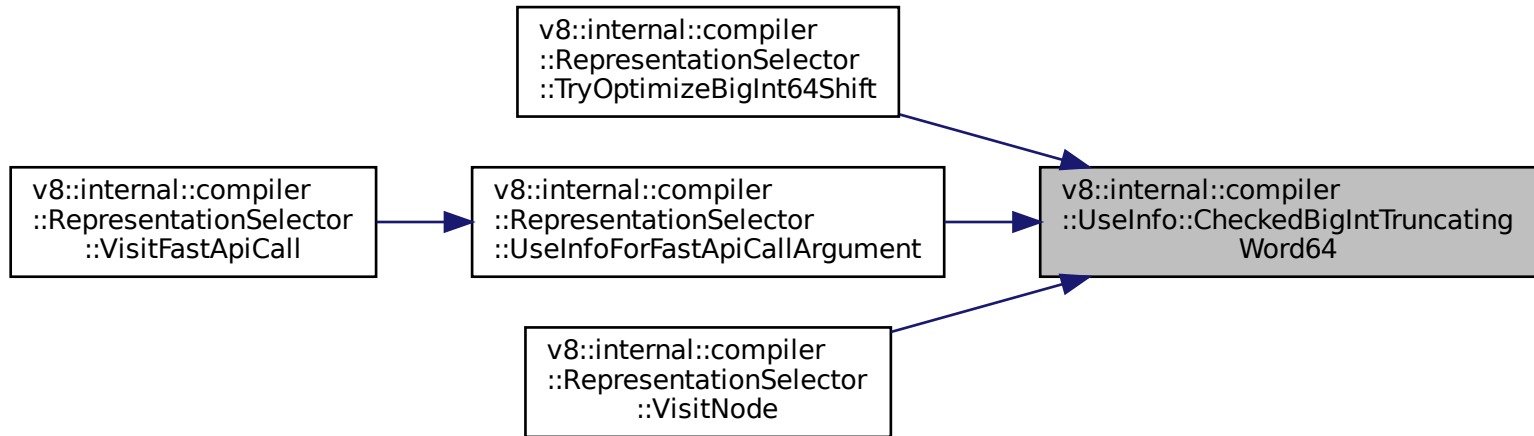 v8::internal::compiler
::RepresentationSelector
::TryOptimizeBigInt64Shift
v8::internal::compiler
::RepresentationSelector
::VisitFastApiCall
v8::internal::compiler
::RepresentationSelector
::UseInfoForFastApiCallArgument
v8::internal::compiler
::UseInfo::CheckedBigIntTruncating
Word64
v8::internal::compiler
::RepresentationSelector
::VisitNode